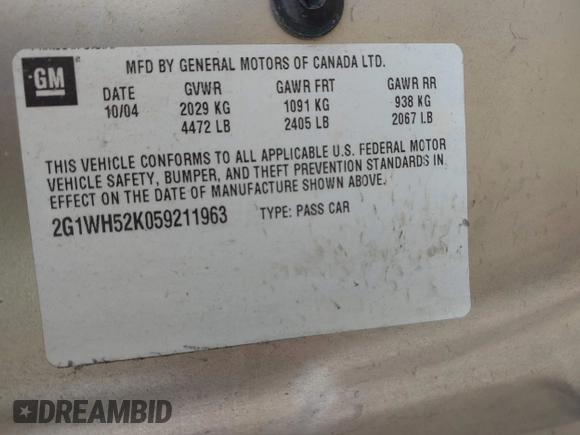 GM
MFD BY GENERAL MOTORS OF CANADA LTD.
DATE GVWR GAWR FRT GAWR RR
10/04 2029 KG 1091 KG 938 KG
4472 LB 2405 LB 2067 LB
THIS VEHICLE CONFORMS TO ALL APPLICABLE U.S. FEDERAL MOTOR
VEHICLE SAFETY, BUMPER, AND THEFT PREVENTION STANDARDS IN
EFFECT ON THE DATE OF MANUFACTURE SHOWN ABOVE.
2G1WH52K059211963 TYPE: PASS CAR
DREAMBID